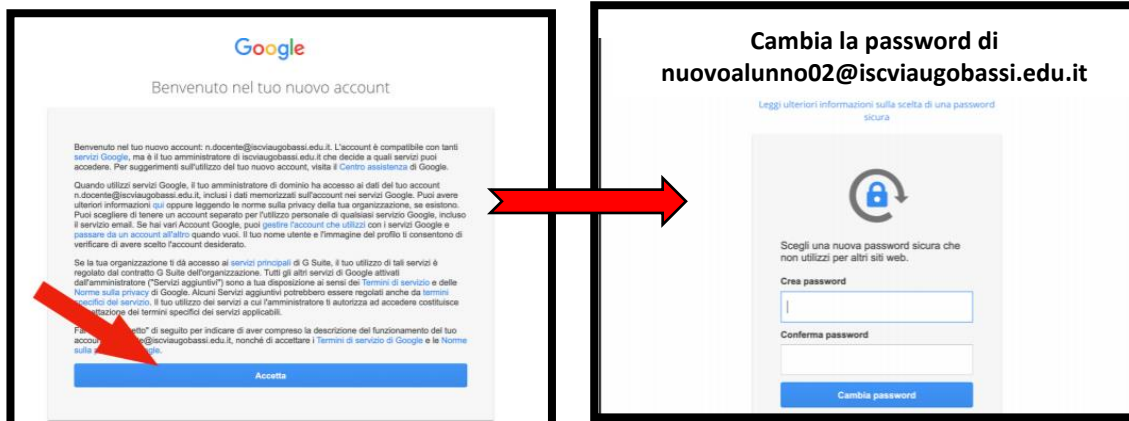 Google
Benvenuto nel tuo nuovo account
Benvenuto nel tuo nuovo account: n.docente@iscviaugobassi.edu.it. L'account è compatibile con tanti
servizi Google, ma è il tuo amministratore di iscviaugobassi.edu.it che decide a quali servizi puoi
accedere. Per suggerimenti sull'utilizzo del tuo nuovo account, visita il Centro assistenza di Google.
Quando utilizzi servizi Google, il tuo amministratore di dominio ha accesso ai dati del tuo account
n.docente@iscviaugobassi.edu.it, inclusi i dati memorizzati sull'account nei servizi Google. Puoi avere
ulteriori informazioni qui oppure leggendo le norme sulla privacy della tua organizzazione, se esistono.
Puoi scegliere di tenere un account separato per l'utilizzo personale di qualsiasi servizio Google, incluso
il servizio email. Se hai vari Account Google, puoi gestire l'account che utilizzi con i servizi Google e
passare da un account all'altro quando vuoi. Il tuo nome utente e l'immagine del profilo ti consentono di
verificare di avere scelto l'account desiderato.
Se la tua organizzazione ti dà accesso ai servizi principali di G Suite, il tuo utilizzo di tali servizi è
regolato dal contratto G Suite dell'organizzazione. Tutti gli altri servizi di Google attivati
dall'amministratore ("Servizi aggiuntivi") sono a tua disposizione ai sensi dei Termini di servizio e delle
Norme sulla privacy di Google. Alcuni Servizi aggiuntivi potrebbero essere regolati anche da termini
specifici del servizio. Il tuo utilizzo dei servizi a cui l'amministratore ti autorizza ad accedere costituisce
dei termini specifici dei servizi applicabili.
di seguito per indicare di aver compreso la descrizione del funzionamento del tuo
@iscviaugobassi.edu.it, nonché di accettare i Termini di servizio di Google e le Norme
sulla
Accetta
Cambia la password di
nuovoalunno02@iscviaugobassi.edu.it
Leggi ulteriori informazioni sulla scelta di una password
sicura
Scegli una nuova password sicura che
non utilizzi per altri siti web.
Crea password
Conferma password
Cambia password